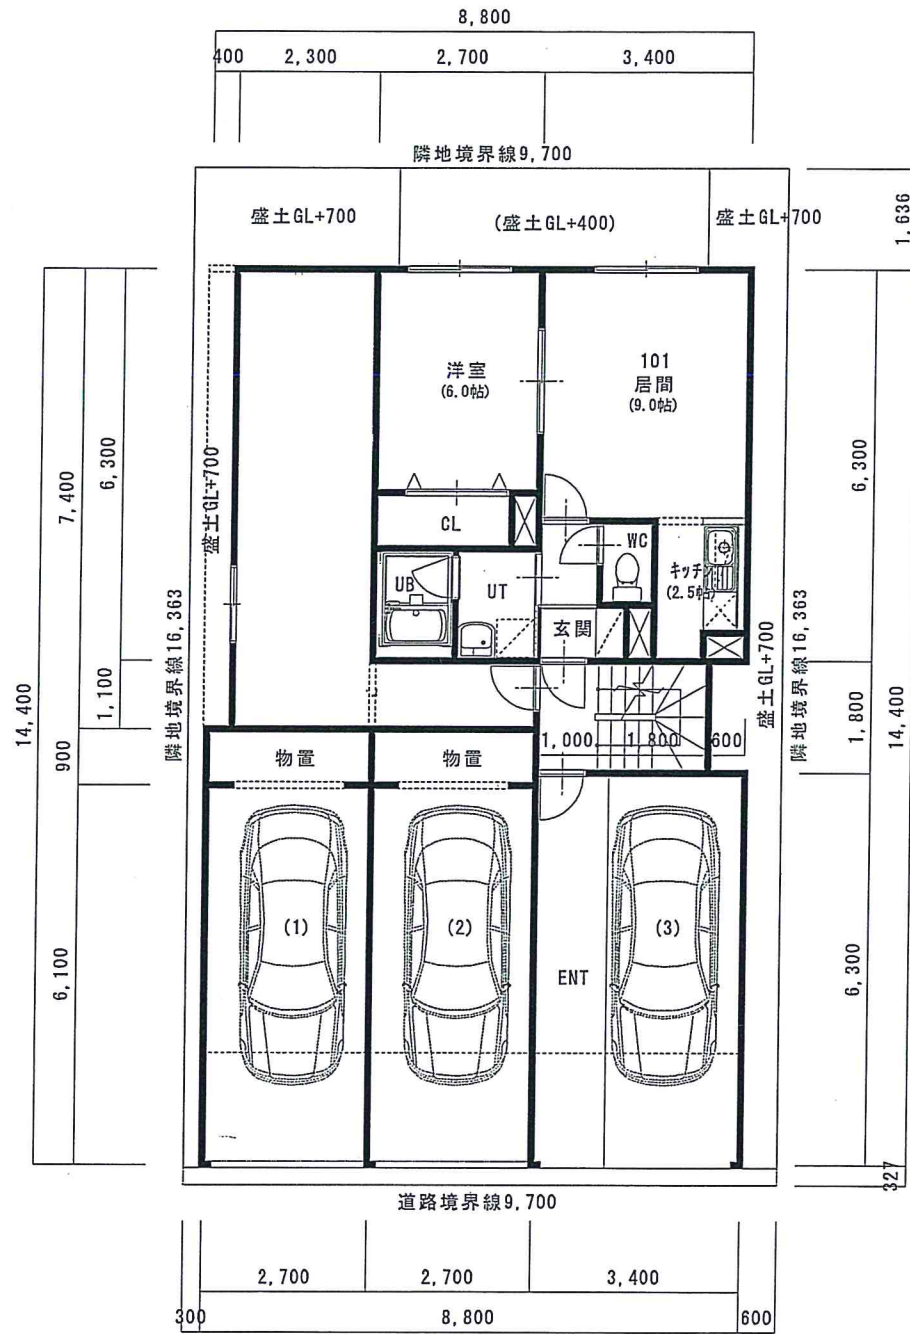 8,800
400
2,300
2,700
3,400
隣地境界線9,700
盛土GL+700
(盛土GL+400)
盛土GL+700
1,636
洋室
(6.0帖)
101
居間
(9.0帖)
6,300
7,400
盛土GL+700
6,300
CL
WC
UB
UT
キッチン
(2.5帖)
玄関
隣地境界線16,363
隣地境界線16,363
盛土GL+700
14,400
1,100
900
1,800
14,400
物置
物置
1,000
1,800
600
(1)
(2)
(3)
ENT
6,100
6,300
327
道路境界線9,700
2,700
2,700
3,400
300
8,800
600